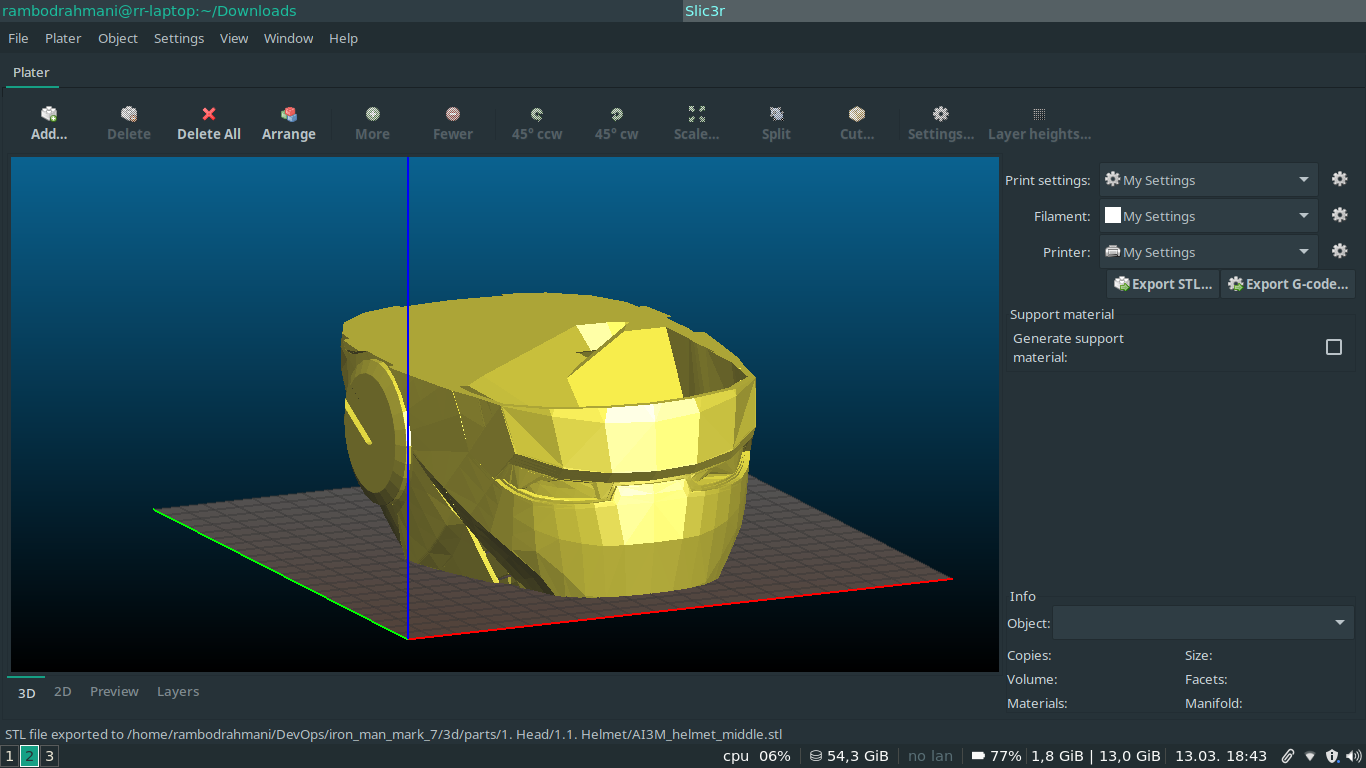 rambodrahmani@rr-laptop:~/Downloads Slic3r
File Plater Object Settings View Window Help
Plater
Add... Delete Delete All Arrange More Fewer 45° ccw 45° cw Scale... Split Cut... Settings... Layer heights...
Print settings: My Settings
Filament: My Settings
Printer: My Settings
Export STL... Export G-code...
Support material
Generate support
material:
Info
Object:
Copies: Size:
Volume: Facets:
Materials: Manifold:
3D 2D Preview Layers
STL file exported to /home/rambodrahmani/DevOps/iron_man_mark_7/3d/parts/1. Head/1.1. Helmet/AI3M_helmet_middle.stl
1 2 3 cpu 06% 54,3 GiB no lan 77% 1,8 GiB | 13,0 GiB 13.03. 18:43